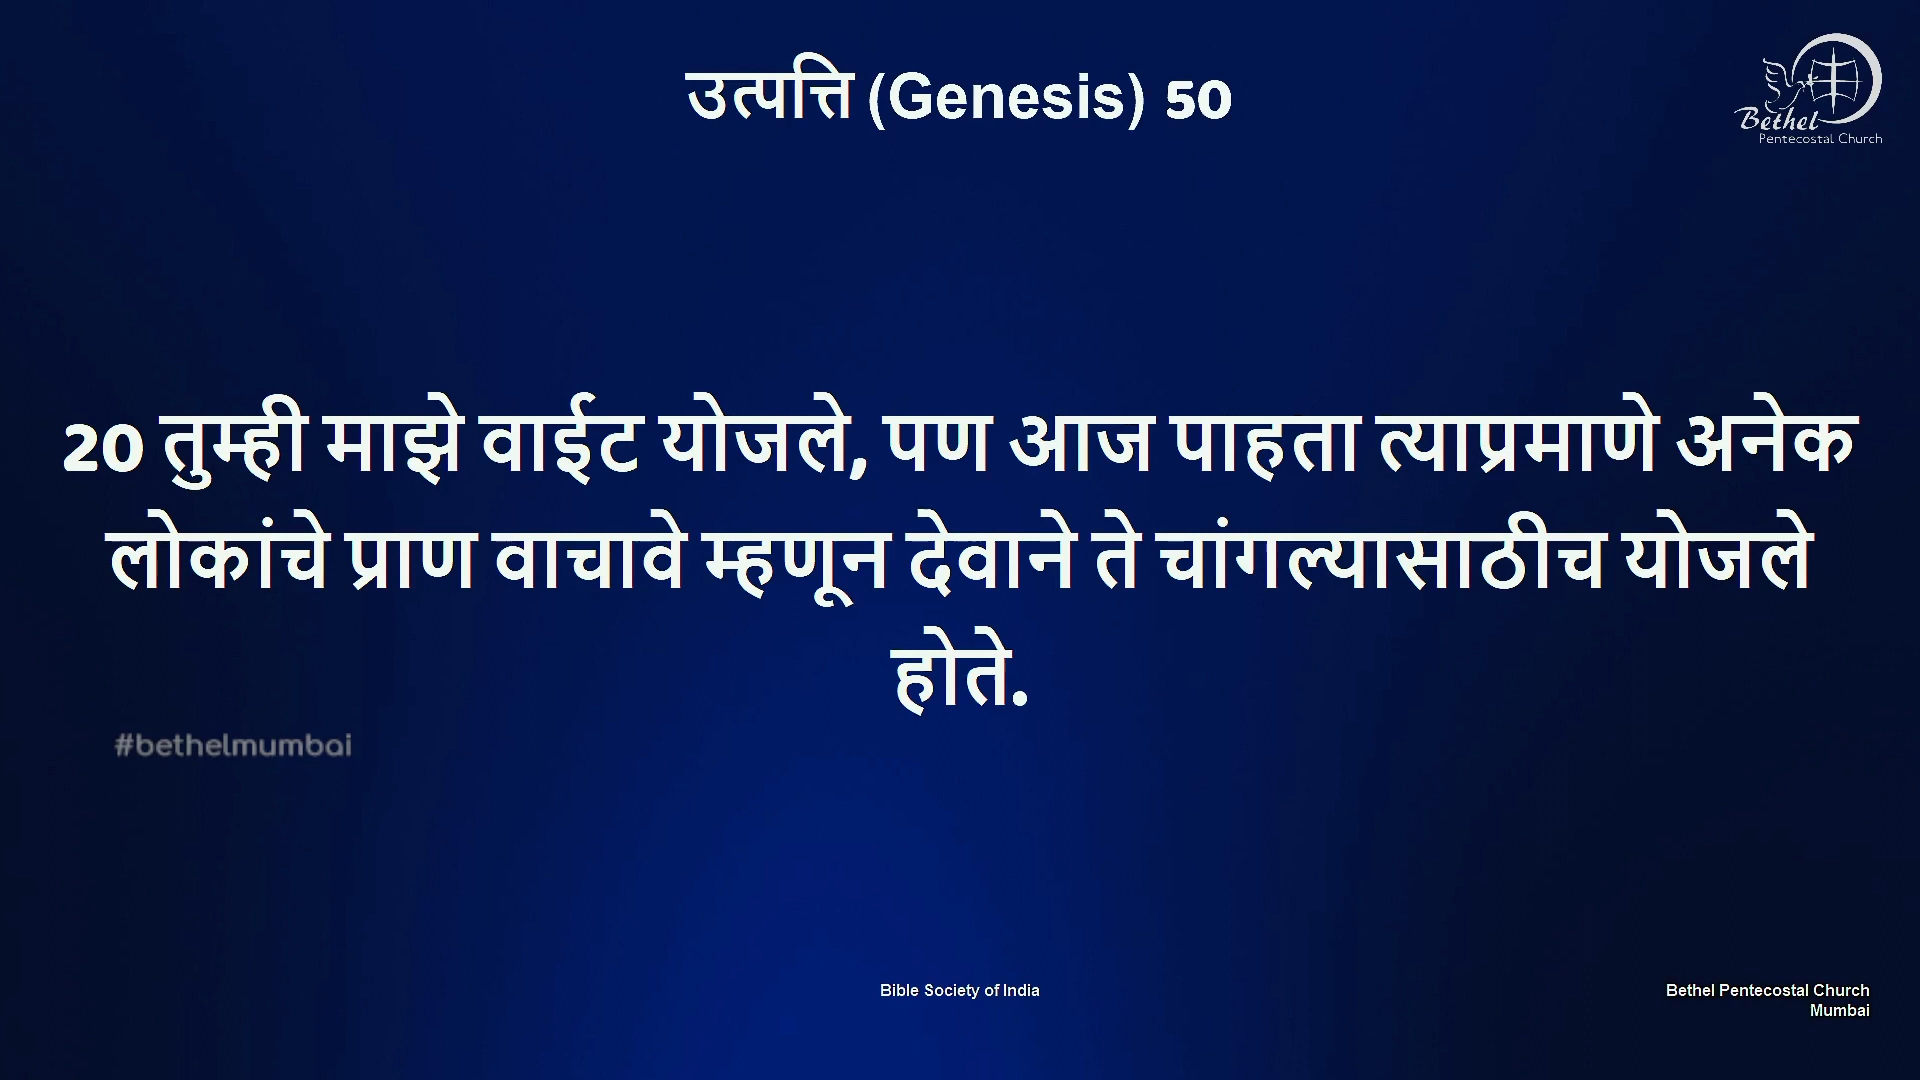 उत्पत्ति (Genesis) 50
Bethel
Pentecostal Church
20 तुम्ही माझे वाईट योजले, पण आज पाहता त्याप्रमाणे अनेक
लोकांचे प्राण वाचावे म्हणून देवाने ते चांगल्यासाठीच योजले
होते.
#bethelmumbai
Bible Society of India
Bethel Pentecostal Church
Mumbai